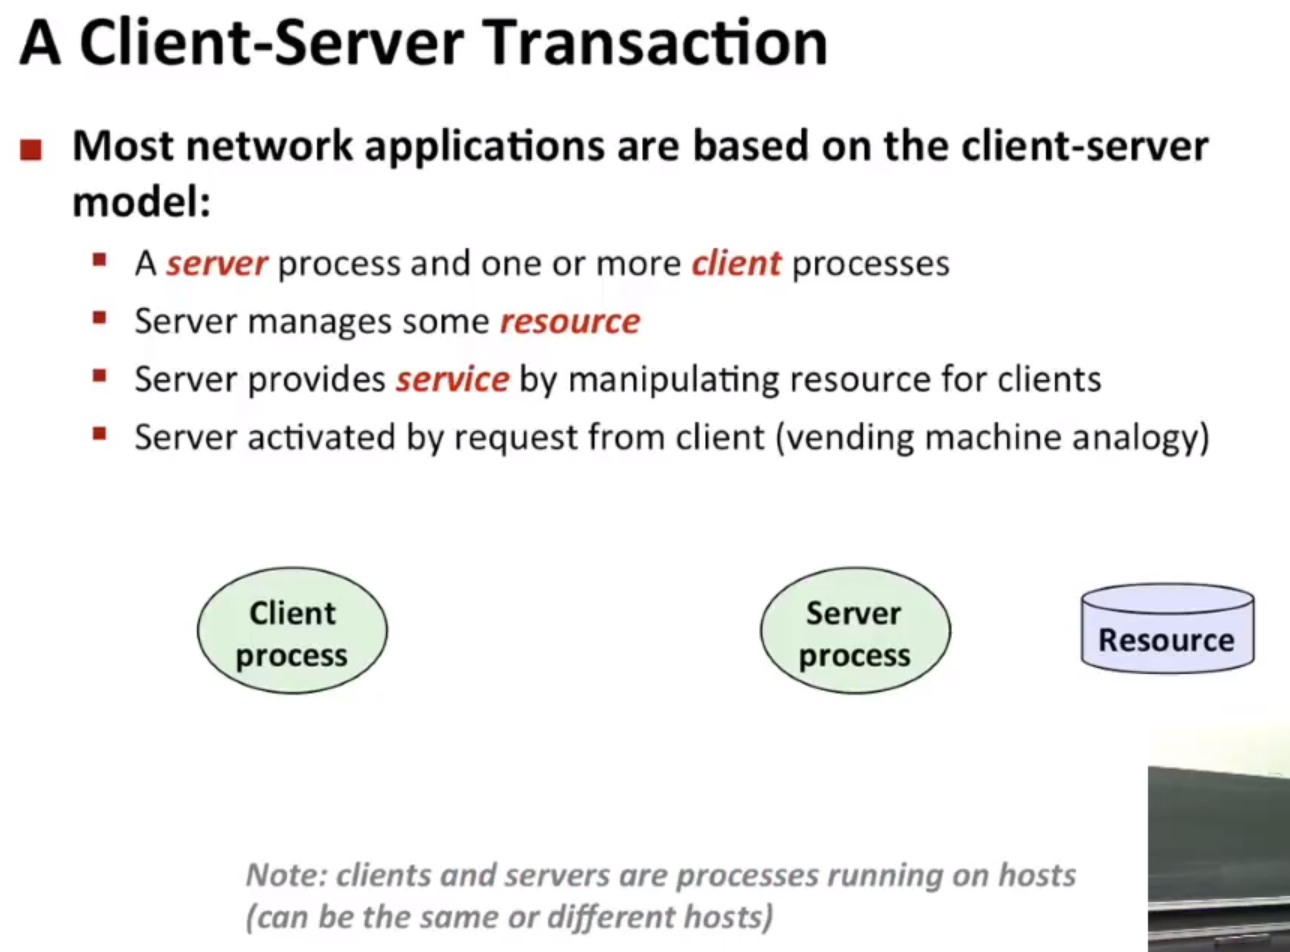 A Client-Server Transaction
Most network applications are based on the client-server
model:
A server process and one or more client processes
Server manages some resource
Server provides service by manipulating resource for clients
Server activated by request from client (vending machine analogy)
Client
process
Server
process
Resource
Note: clients and servers are processes running on hosts
(can be the same or different hosts)